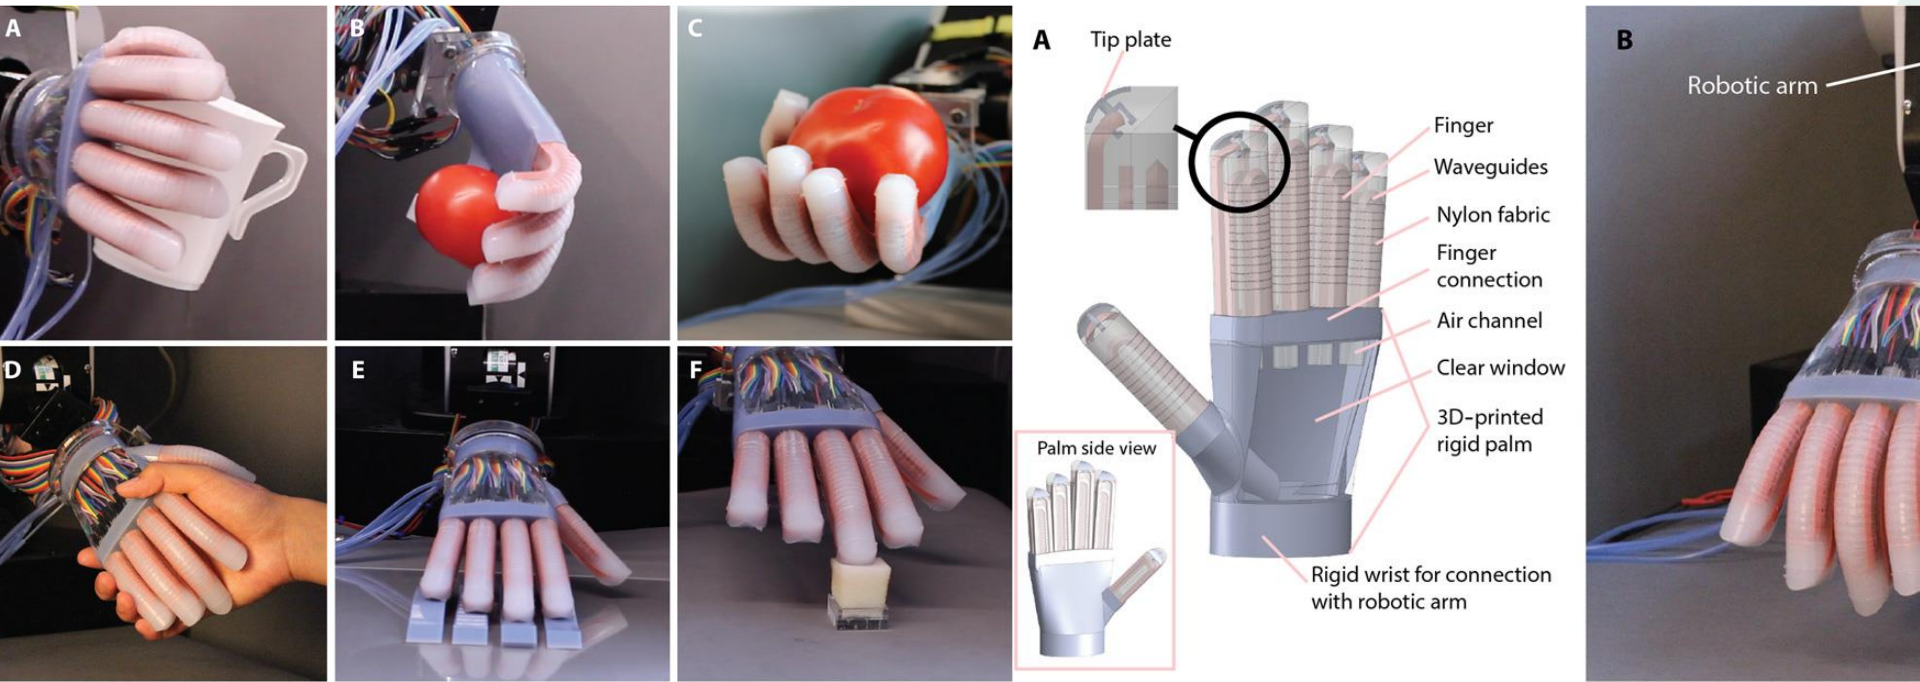 A
B
C
D
E
F
A
Tip plate
Finger
Waveguides
Nylon fabric
Finger
connection
Air channel
Clear window
3D-printed
rigid palm
Palm side view
Rigid wrist for connection
with robotic arm
B
Robotic arm